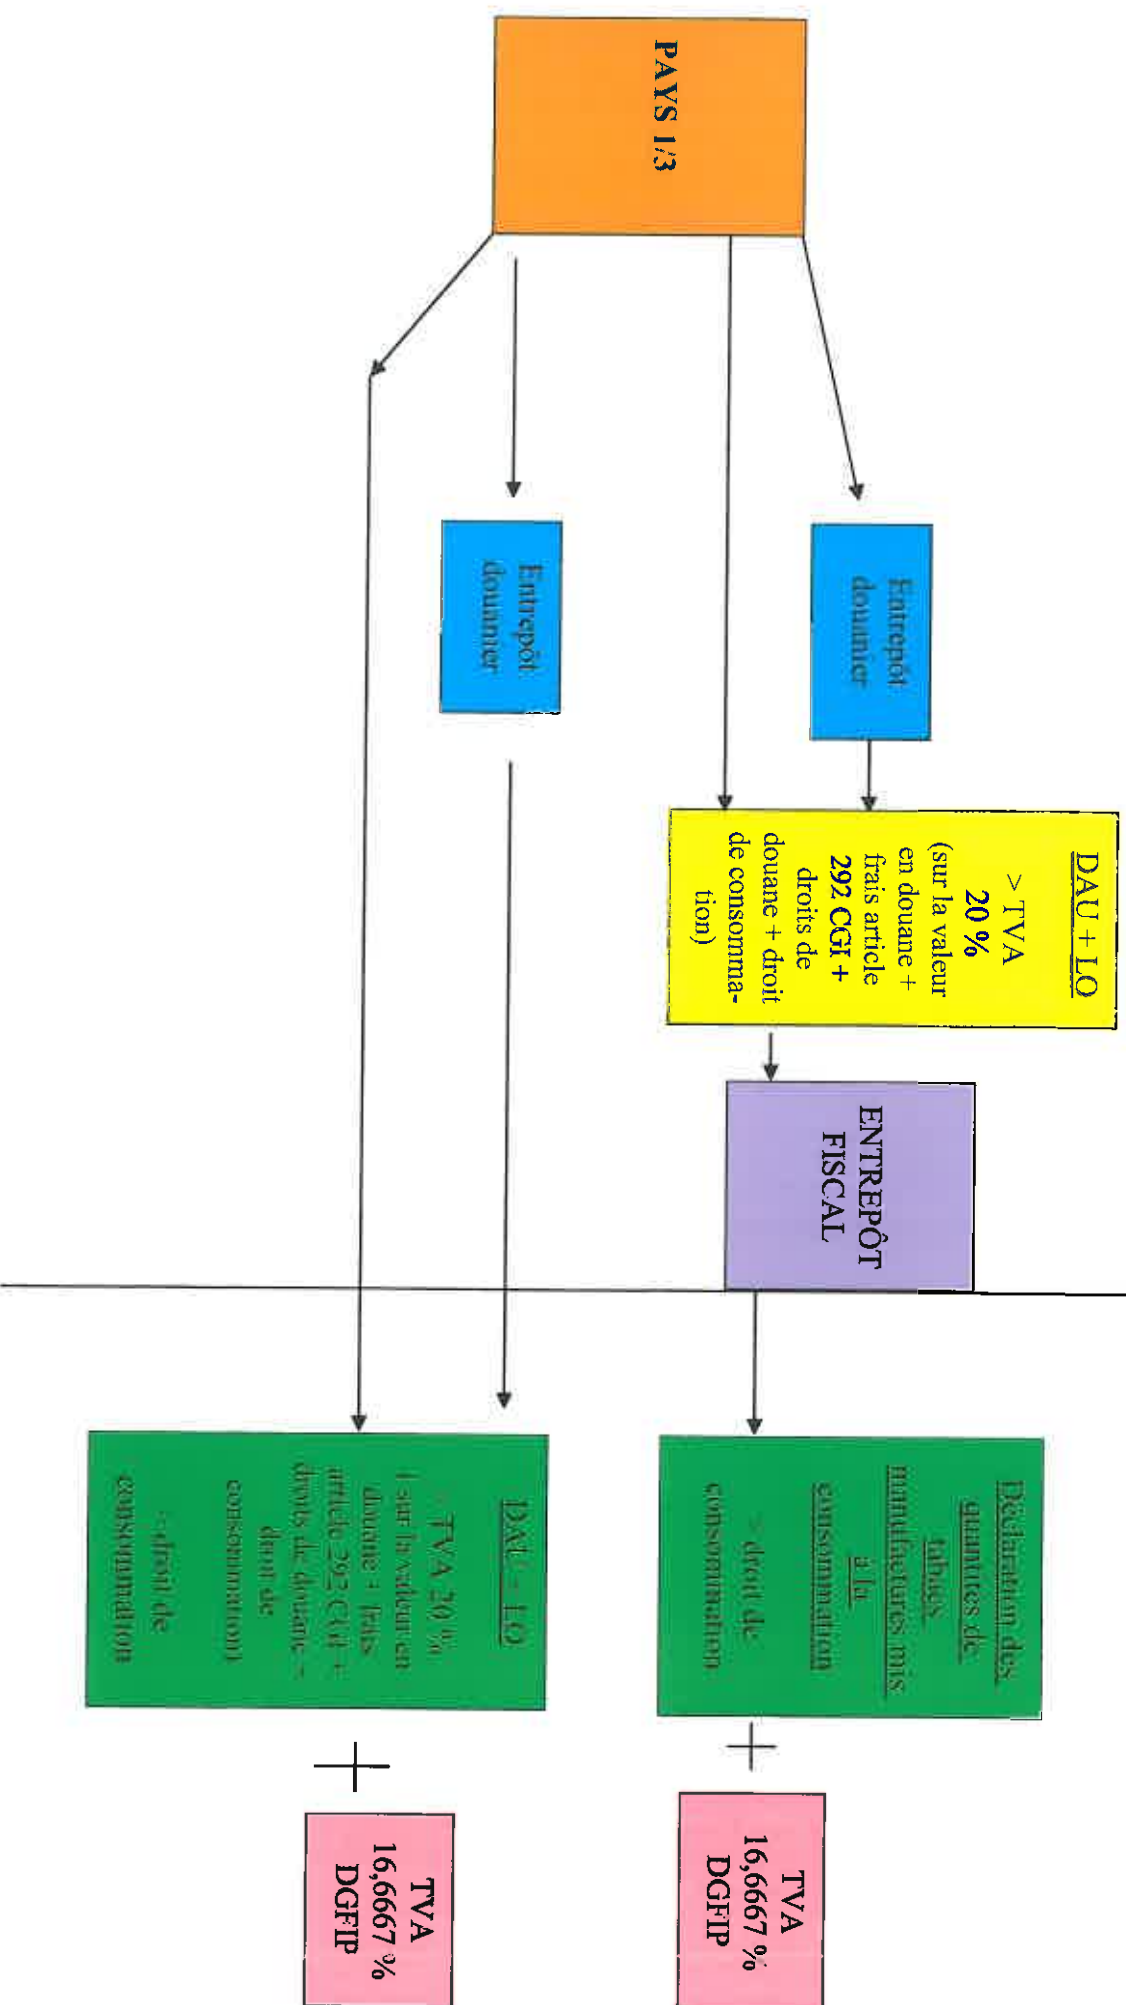 PAYS 1/3
Entrepôt
douanier
Entrepôt
douanier
DAU + LO
> TVA
20 %
(sur la valeur
en douane +
frais article
292 CGI +
droits de
douane + droit
de consomma-
tion)
ENTREPÔT
FISCAL
Déclaration des
quantités de
tabacs
manufacturés mis
à la
consommation
> droit de
consommation
+
TVA
16,6667 %
DGFIP
DAU + LO
> TVA 20 %
( sur la valeur en
douane + frais
article 292 CGI +
droits de douane +
droit de
consommation)
> droit de
consommation
+
TVA
16,6667 %
DGFIP